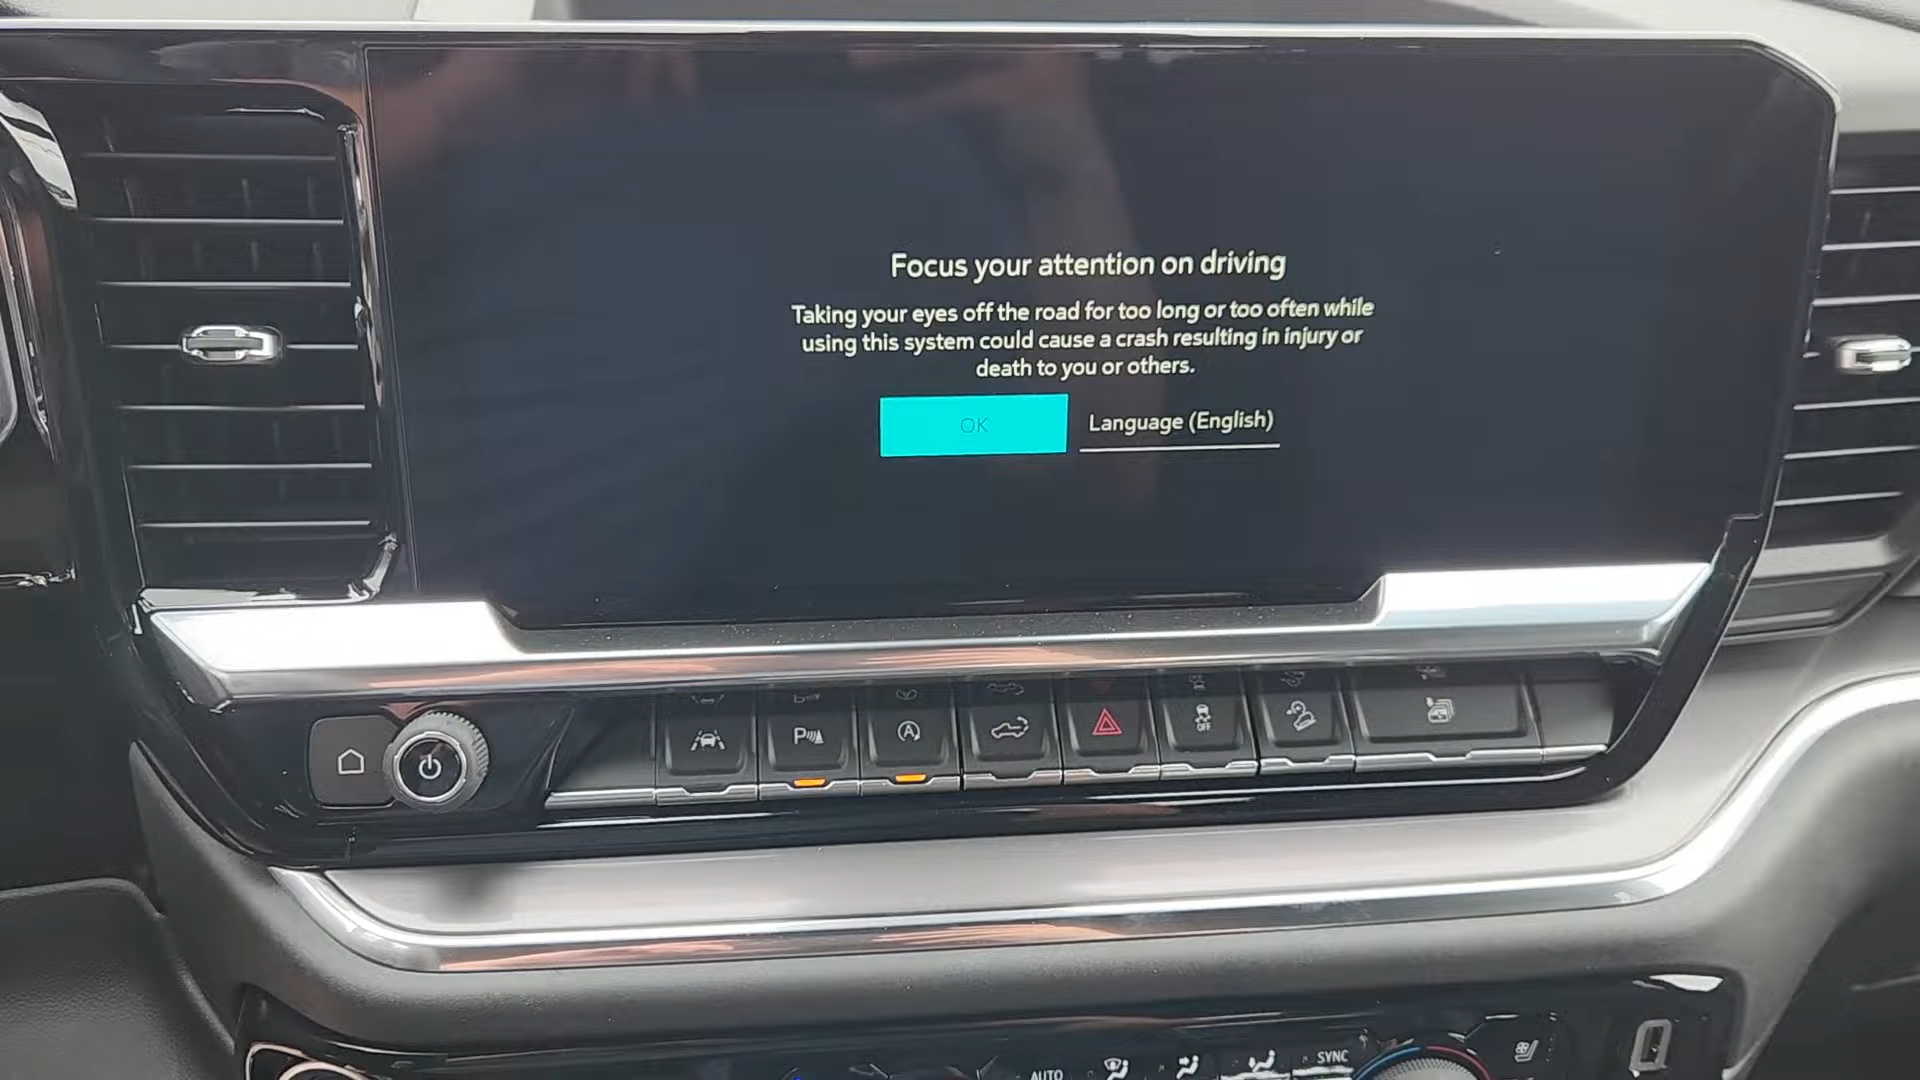 Focus your attention on driving
Taking your eyes off the road for too long or too often while
using this system could cause a crash resulting in injury or
death to you or others.
OK
Language (English)
P
A
OFF
AUTO
SYNC